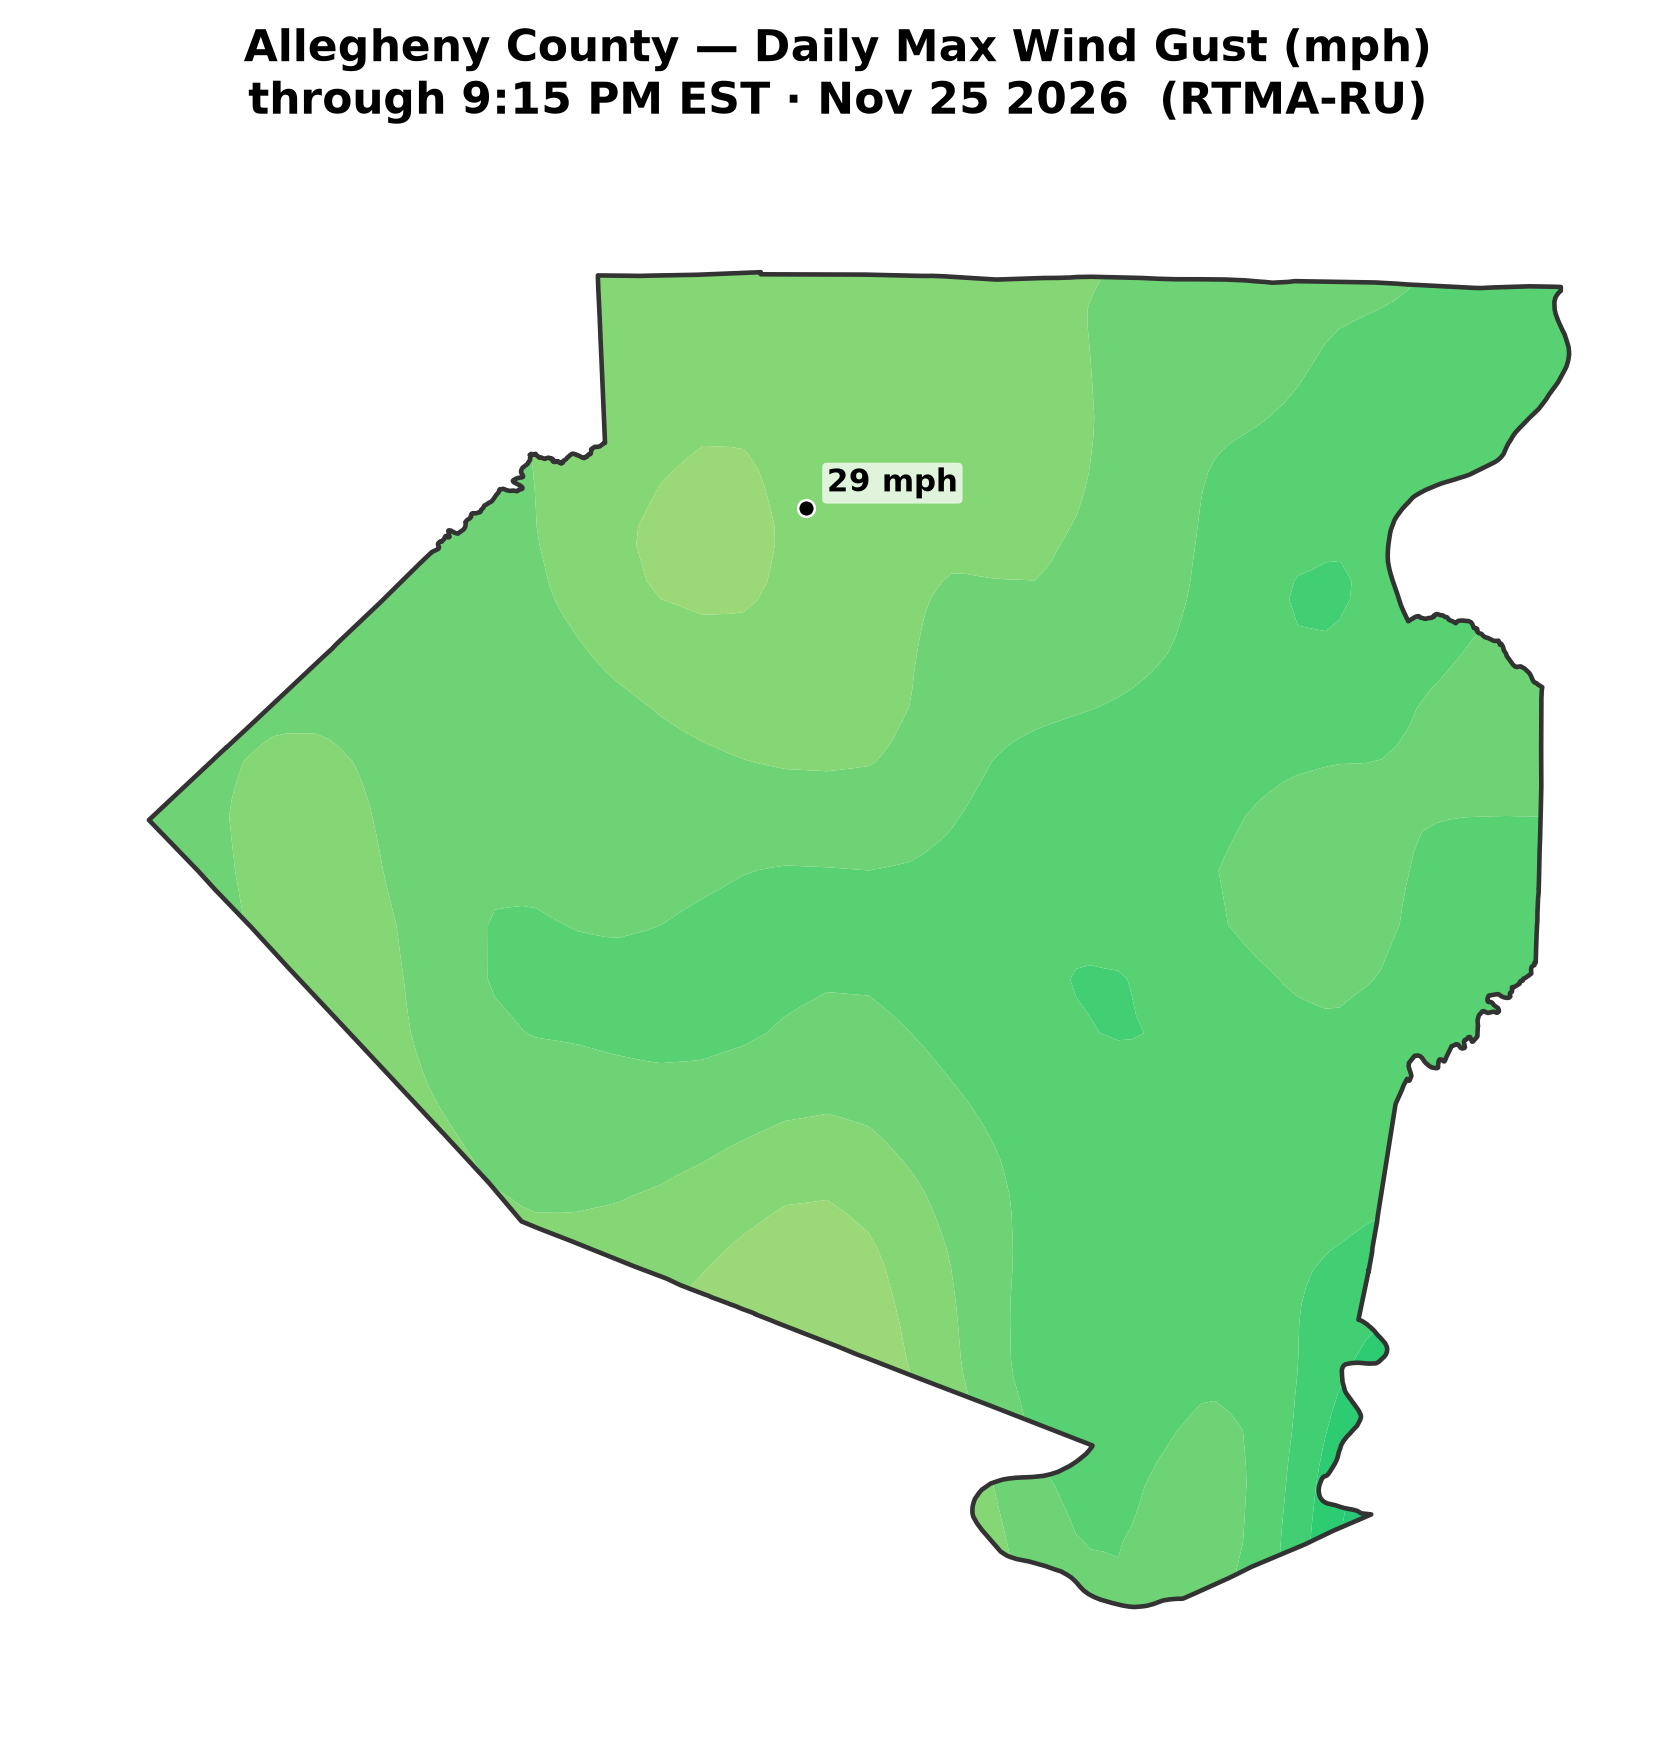 Allegheny County — Daily Max Wind Gust (mph)
through 9:15 PM EST · Nov 25 2026 (RTMA-RU)
29 mph